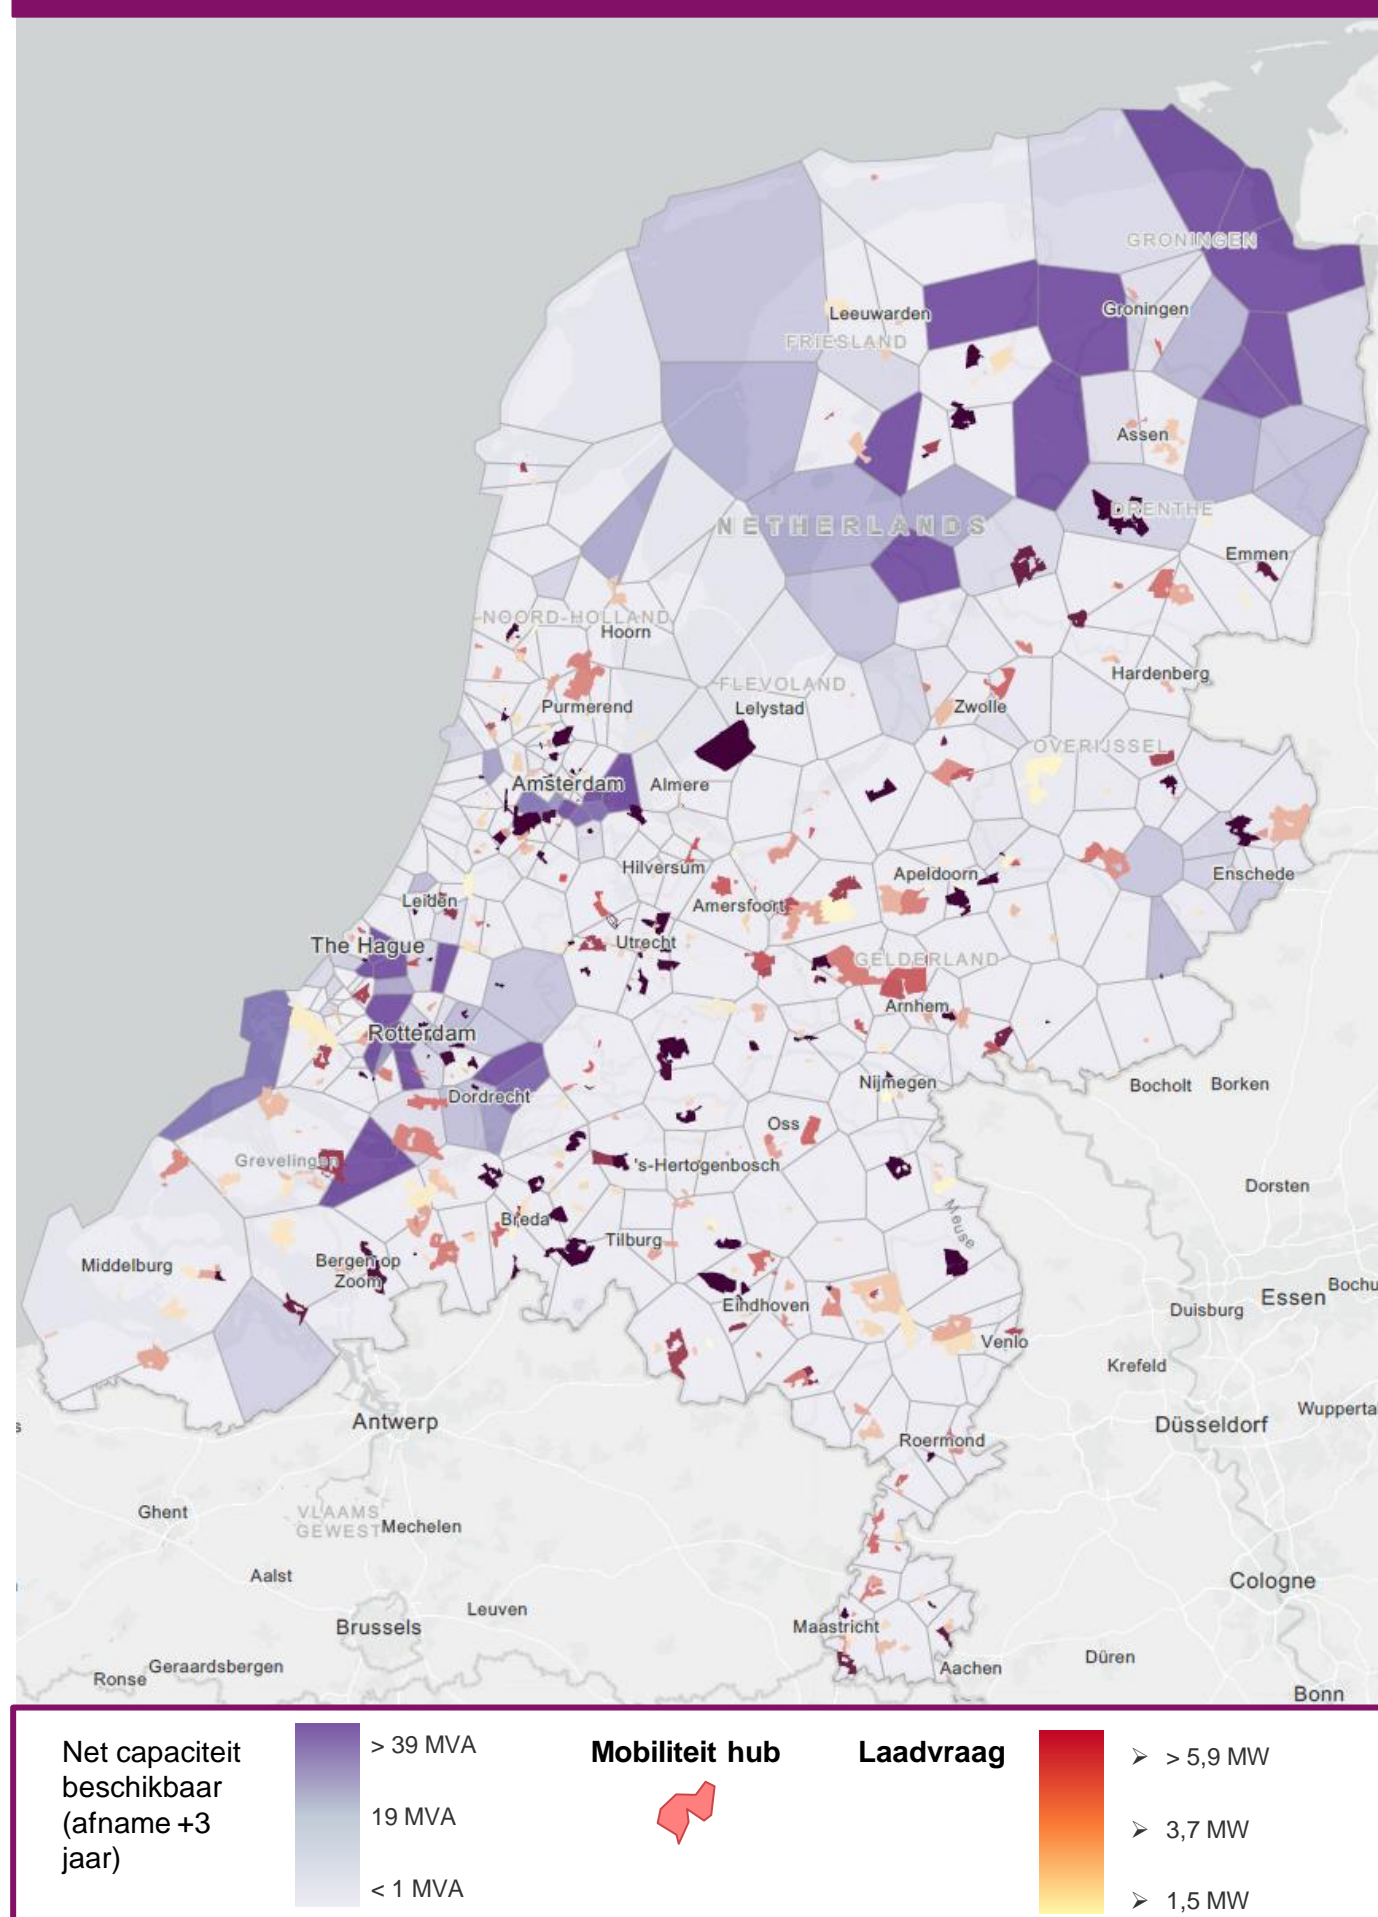 GRONINGEN
Groningen
Leeuwarden
FRIESLAND
Assen
DRENTHE
NETHERLANDS
Emmen
NOORD-HOLLAND
Hoorn
Hardenberg
FLEVOLAND
Lelystad
Purmerend
Zwolle
OVERIJSSEL
Amsterdam
Almere
Hilversum
Apeldoorn
Enschede
Leiden
Amersfoort
The Hague
Utrecht
GELDERLAND
Arnhem
Rotterdam
Nijmegen
Bocholt
Borken
Dordrecht
Oss
Grevelingen
's-Hertogenbosch
Dorsten
Meuse
Breda
Tilburg
Middelburg
Bergen op
Zoom
Eindhoven
Essen
Bochu
Duisburg
Venlo
Krefeld
Antwerp
Düsseldorf
Wupperta
Roermond
s
Ghent
VLAAMS
GEWEST
Mechelen
Aalst
Cologne
Leuven
Brussels
Maastricht
Düren
Geraardsbergen
Aachen
Ronse
Bonn
Net capaciteit
beschikbaar
(afname +3
jaar)
> 39 MVA
19 MVA
< 1 MVA
Mobiliteit hub
Laadvraag
➢ > 5,9 MW
➢ 3,7 MW
➢ 1,5 MW